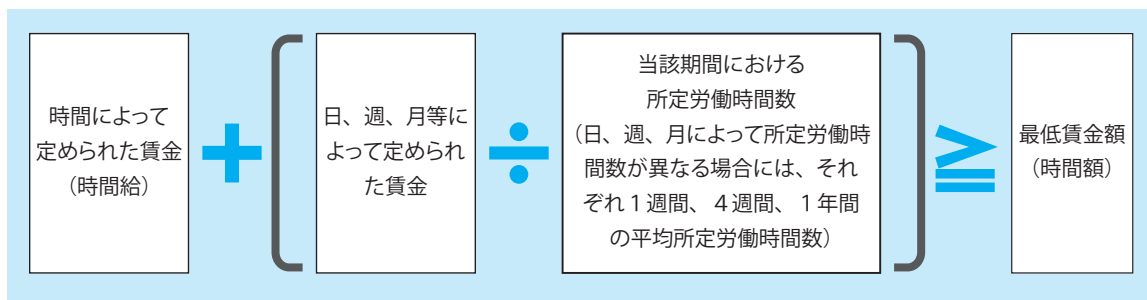 時間によって
定められた賃金
（時間給）
+
日、週、月等に
よって定められ
た賃金
÷
当該期間における
所定労働時間数
（日、週、月によって所定労働時
間数が異なる場合には、それ
ぞれ１週間、４週間、１年間
の平均所定労働時間数）
≧
最低賃金額
（時間額）